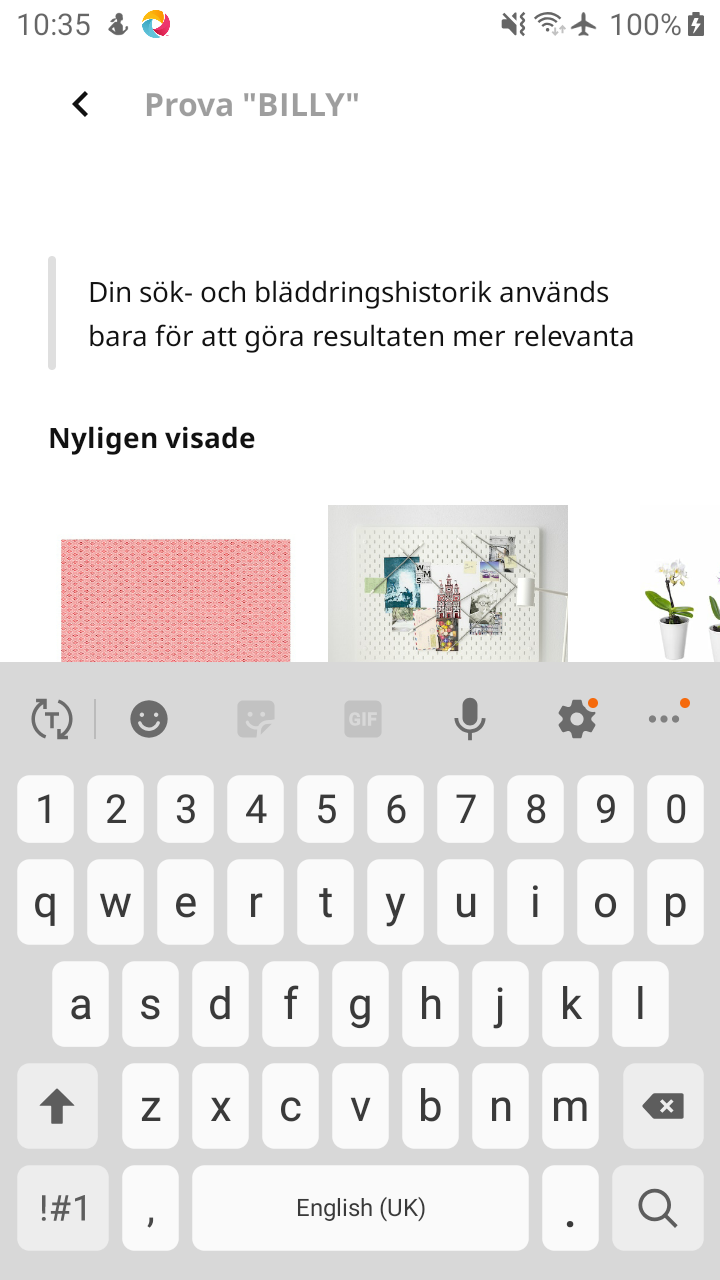 10:35
100%
Prova "BILLY"
Din sök- och bläddringshistorik används
bara för att göra resultaten mer relevanta
Nyligen visade
T
GIF
1 2 3 4 5 6 7 8 9 0
q w e r t y u i o p
a s d f g h j k l
z x c v b n m
!#1 , English (UK) .